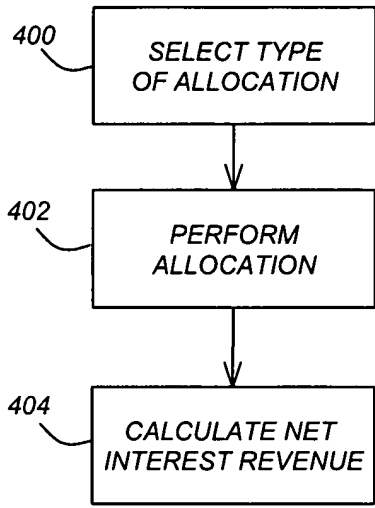 400
SELECT TYPE
OF ALLOCATION
402
PERFORM
ALLOCATION
404
CALCULATE NET
INTEREST REVENUE